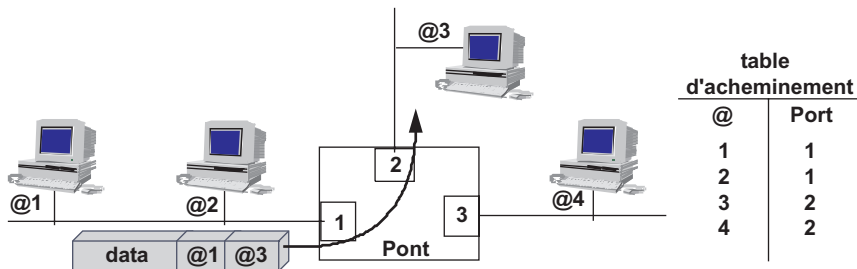 @3
table
d'acheminement
@ Port
1 1
2 1
3 2
4 2
@1
@2
@4
2
1
3
Pont
data @1 @3